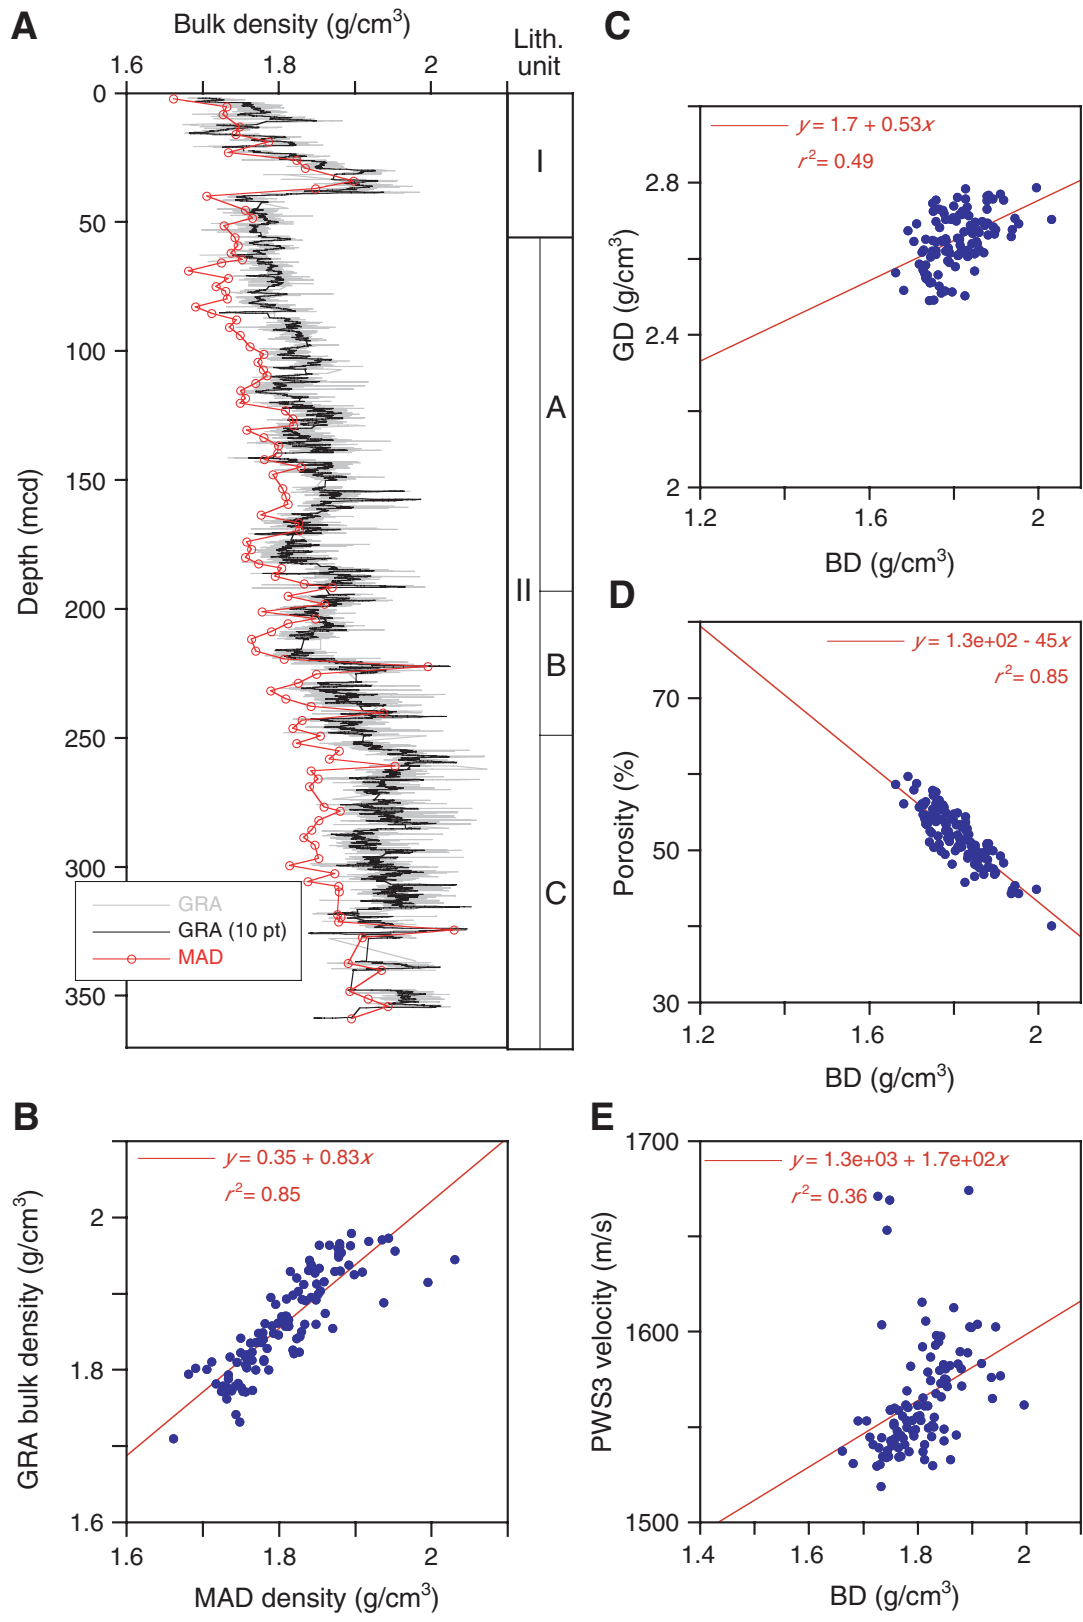 A
Bulk density (g/cm³)
Lith.
unit
1.6 1.8 2
0
50
100
150
200
250
300
350
Depth (mcd)
I
II
A
B
C
GRA
GRA (10 pt)
MAD
B
y = 0.35 + 0.83x
r² = 0.85
2
1.8
1.6
GRA bulk density (g/cm³)
1.6 1.8 2
MAD density (g/cm³)
C
y = 1.7 + 0.53x
r² = 0.49
2.8
2.4
2
GD (g/cm³)
1.2 1.6 2
BD (g/cm³)
D
y = 1.3e+02 - 45x
r² = 0.85
70
50
30
Porosity (%)
1.2 1.6 2
BD (g/cm³)
E
1700
1600
1500
y = 1.3e+03 + 1.7e+02x
r² = 0.36
PWS3 velocity (m/s)
1.4 1.6 1.8 2
BD (g/cm³)